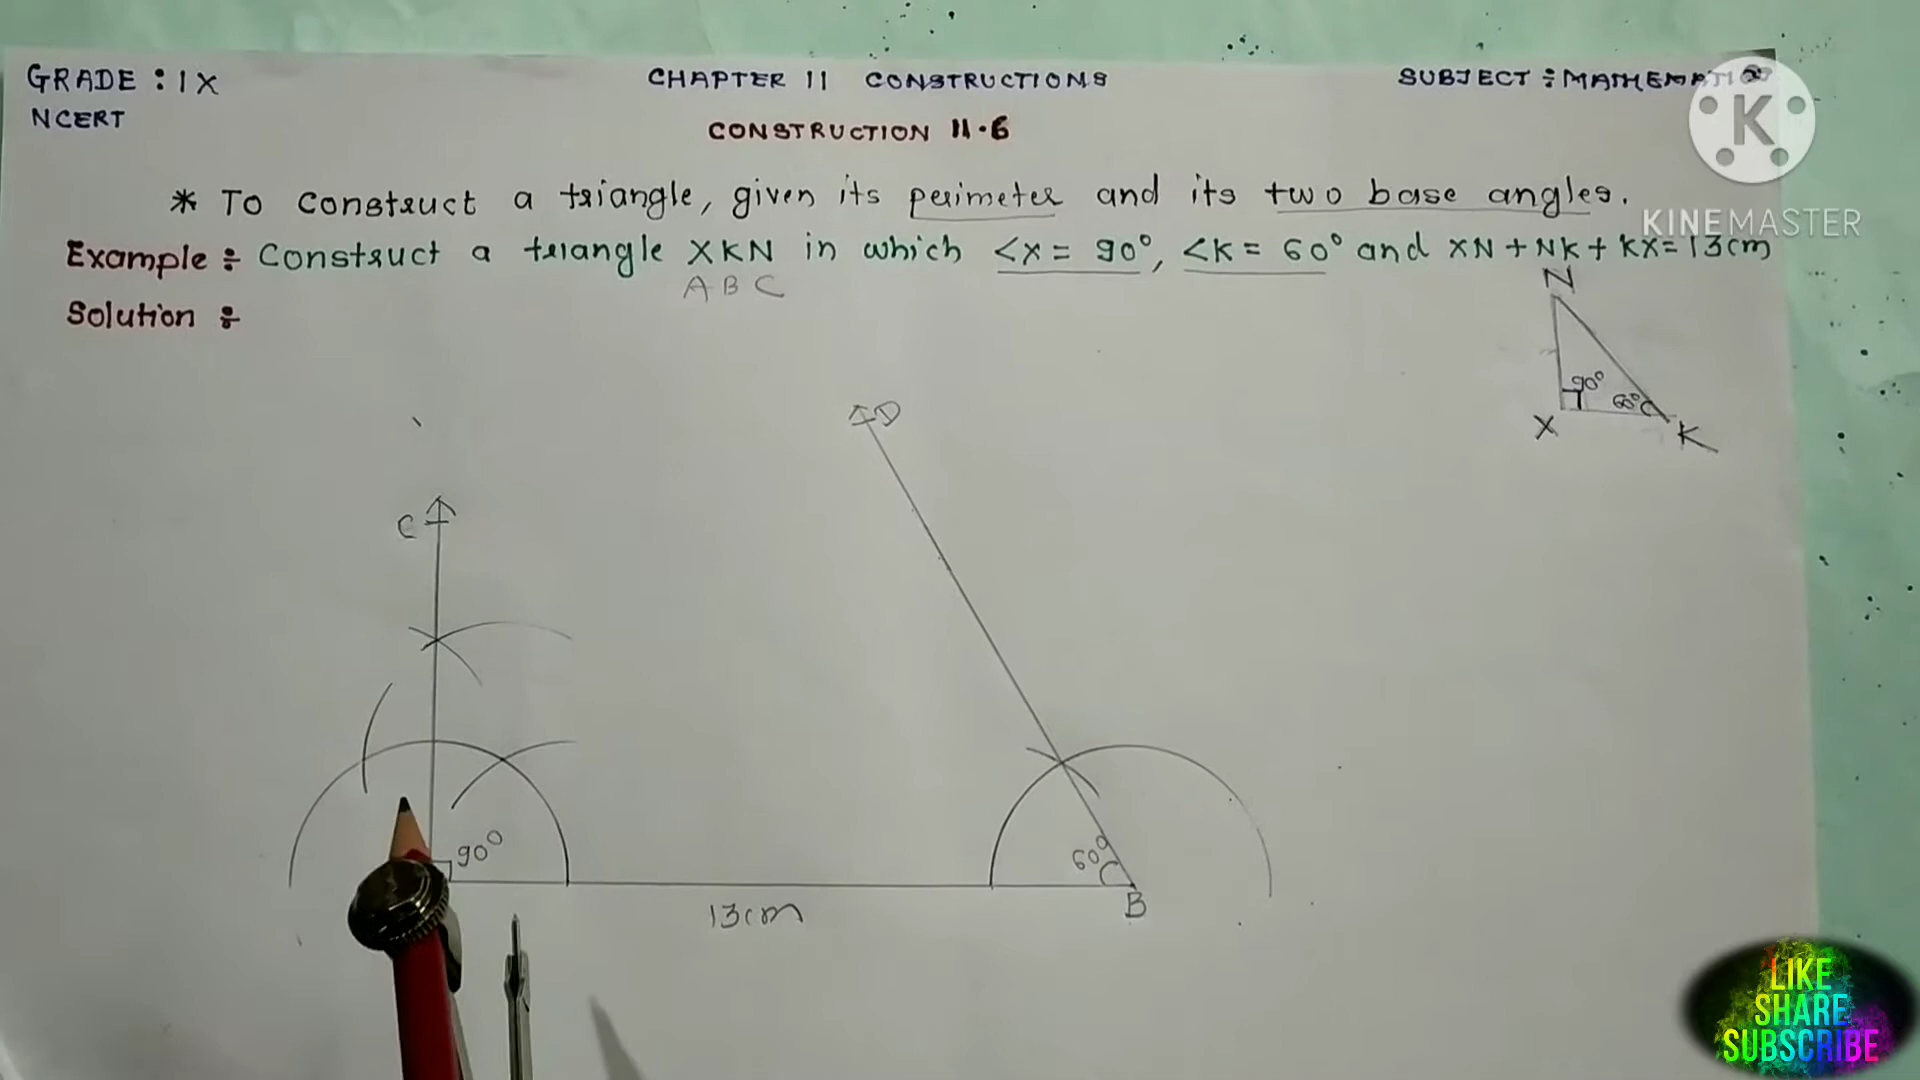 GRADE : IX
CHAPTER 11 CONSTRUCTIONS
SUBJECT ÷ MATHEMATI
NCERT
CONSTRUCTION 11.6
K
KINEMASTER
* To construct a triangle, given its perimeter and its two base angles.
Example ÷ Construct a triangle XKN in which <X = 90°, <K = 60° and XN + NK + KX = 13cm
A B C
Solution ÷
N
90°
60°
X
K
D
C
90°
60°
13cm
B
LIKE
SHARE
SUBSCRIBE